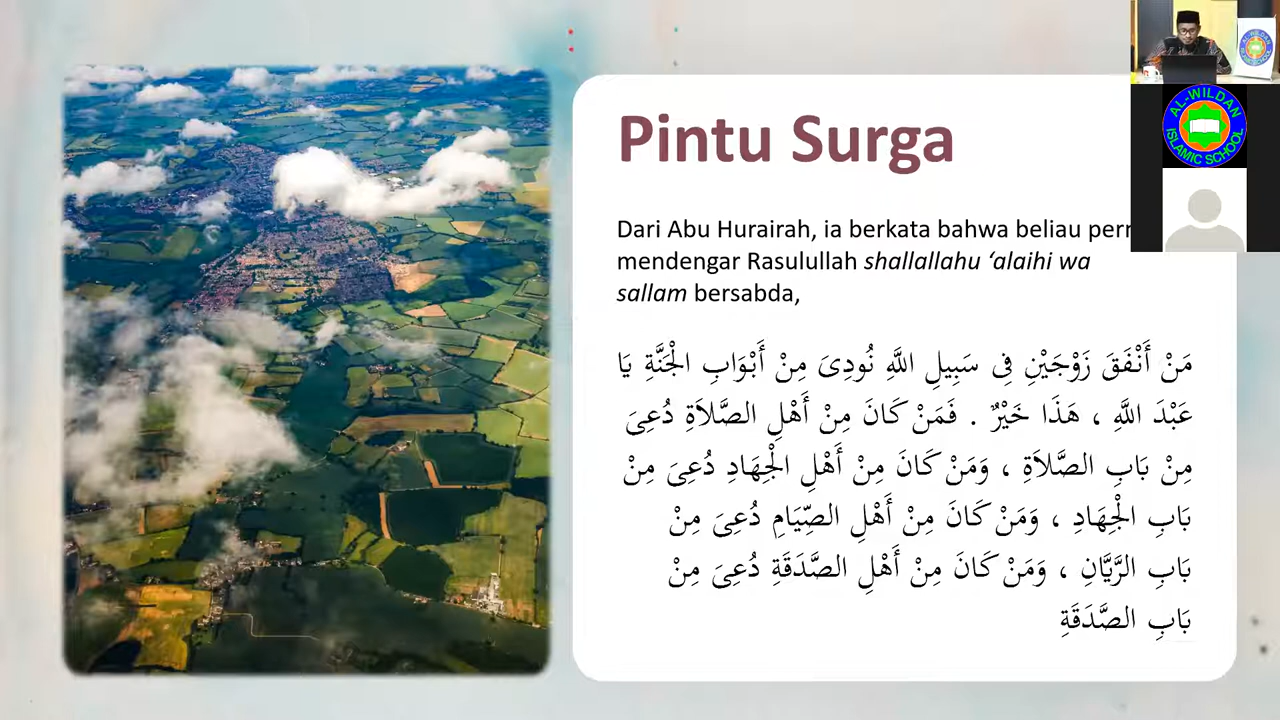 Pintu Surga
Dari Abu Hurairah, ia berkata bahwa beliau
mendengar Rasulullah shallallahu ‘alaihi wa
sallam bersabda,
مَنْ أَنْفَقَ زَوْجَيْنِ فِى سَبِيلِ اللَّهِ نُودِىَ مِنْ أَبْوَابِ الْجَنَّةِ يَا
عَبْدَ اللَّهِ ، هَذَا خَيْرٌ . فَمَنْ كَانَ مِنْ أَهْلِ الصَّلاَةِ دُعِىَ
مِنْ بَابِ الصَّلاَةِ ، وَمَنْ كَانَ مِنْ أَهْلِ الْجِهَادِ دُعِىَ مِنْ
بَابِ الْجِهَادِ ، وَمَنْ كَانَ مِنْ أَهْلِ الصِّيَامِ دُعِىَ مِنْ
بَابِ الرَّيَّانِ ، وَمَنْ كَانَ مِنْ أَهْلِ الصَّدَقَةِ دُعِىَ مِنْ
بَابِ الصَّدَقَةِ
AL-WILDAN
ISLAMIC SCHOOL